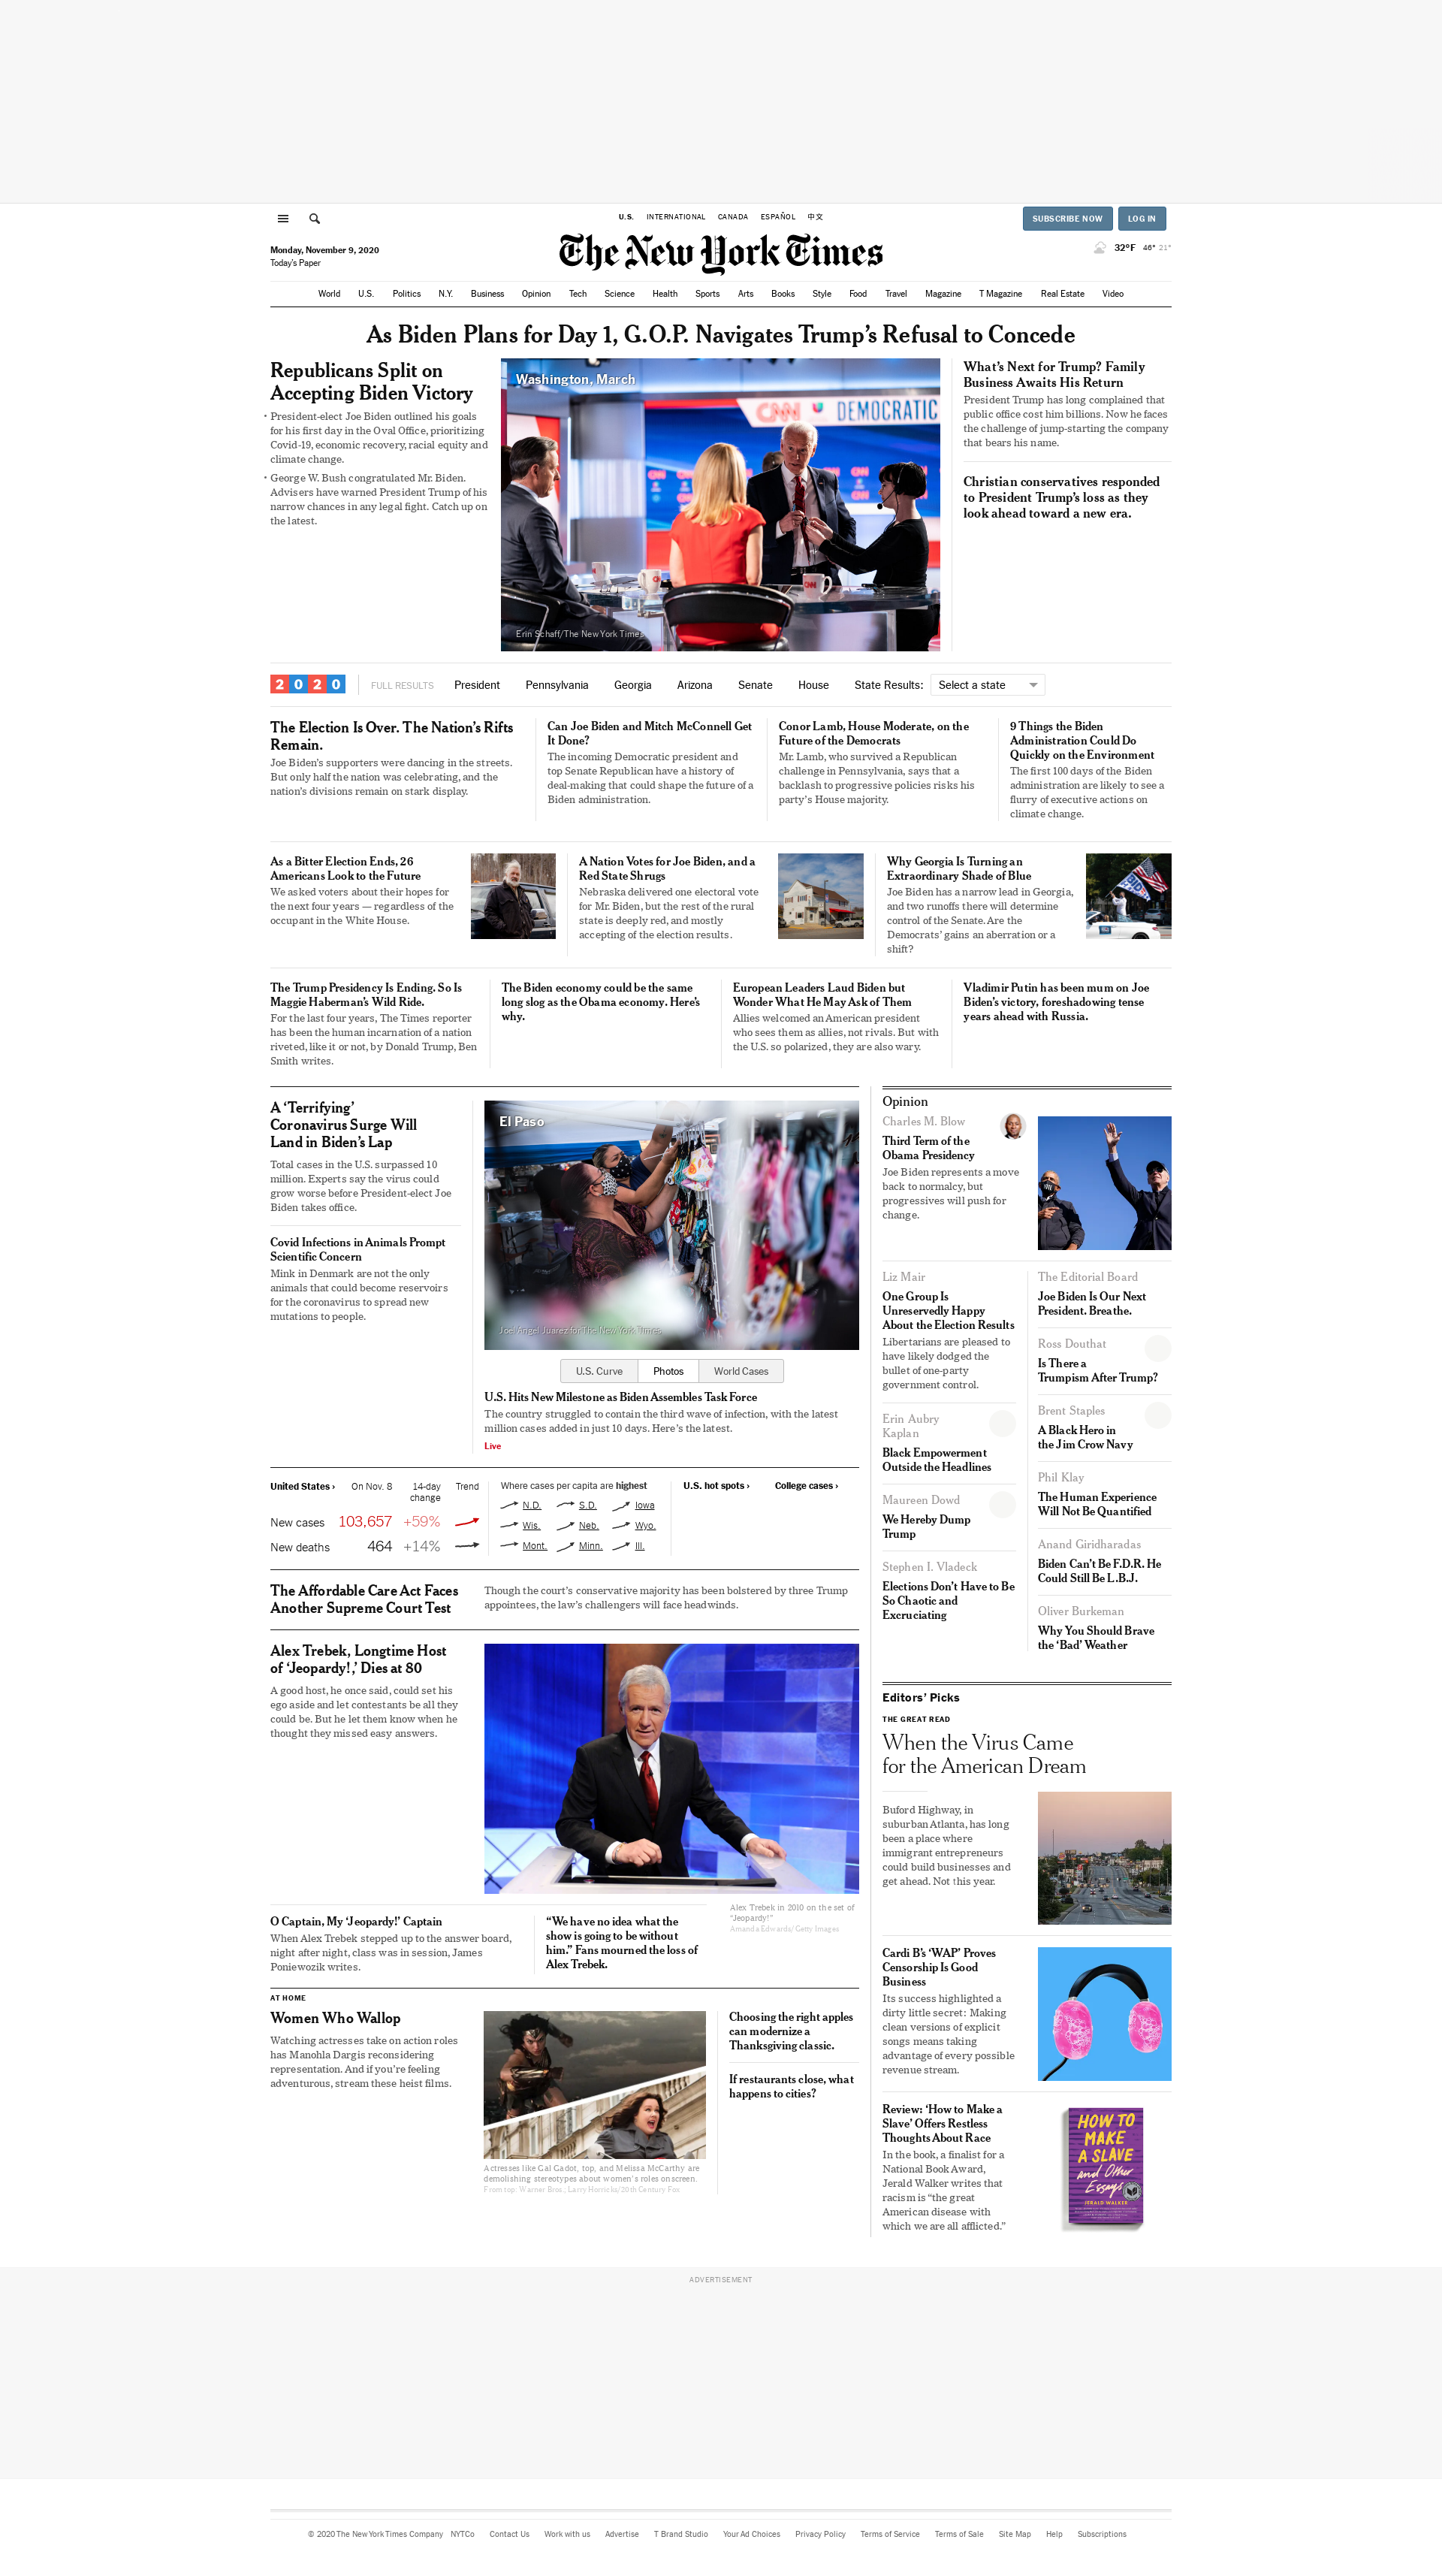 U.S.
INTERNATIONAL
CANADA
ESPAÑOL
中文
SUBSCRIBE NOW
LOG IN
Monday, November 9, 2020
Today's Paper
The New York Times
32°F 46° 21°
World U.S. Politics N.Y. Business Opinion Tech Science Health Sports Arts Books Style Food Travel Magazine T Magazine Real Estate Video
As Biden Plans for Day 1, G.O.P. Navigates Trump's Refusal to Concede
Republicans Split on
Accepting Biden Victory
• President-elect Joe Biden outlined his goals
for his first day in the Oval Office, prioritizing
Covid-19, economic recovery, racial equity and
climate change.
• George W. Bush congratulated Mr. Biden.
Advisers have warned President Trump of his
narrow chances in any legal fight. Catch up on
the latest.
Washington, March
CNN DEMOCRATIC
Erin Schaff/The New York Times
What's Next for Trump? Family
Business Awaits His Return
President Trump has long complained that
public office cost him billions. Now he faces
the challenge of jump-starting the company
that bears his name.
Christian conservatives responded
to President Trump's loss as they
look ahead toward a new era.
2020
FULL RESULTS President Pennsylvania Georgia Arizona Senate House State Results: Select a state
The Election Is Over. The Nation's Rifts
Remain.
Joe Biden's supporters were dancing in the streets.
But only half the nation was celebrating, and the
nation's divisions remain on stark display.
Can Joe Biden and Mitch McConnell Get
It Done?
The incoming Democratic president and
top Senate Republican have a history of
deal-making that could shape the future of a
Biden administration.
Conor Lamb, House Moderate, on the
Future of the Democrats
Mr. Lamb, who survived a Republican
challenge in Pennsylvania, says that a
backlash to progressive policies risks his
party's House majority.
9 Things the Biden
Administration Could Do
Quickly on the Environment
The first 100 days of the Biden
administration are likely to see a
flurry of executive actions on
climate change.
As a Bitter Election Ends, 26
Americans Look to the Future
We asked voters about their hopes for
the next four years — regardless of the
occupant in the White House.
A Nation Votes for Joe Biden, and a
Red State Shrugs
Nebraska delivered one electoral vote
for Mr. Biden, but the rest of the rural
state is deeply red, and mostly
accepting of the election results.
Why Georgia Is Turning an
Extraordinary Shade of Blue
Joe Biden has a narrow lead in Georgia,
and two runoffs there will determine
control of the Senate. Are the
Democrats' gains an aberration or a
shift?
The Trump Presidency Is Ending. So Is
Maggie Haberman's Wild Ride.
For the last four years, The Times reporter
has been the human incarnation of a nation
riveted, like it or not, by Donald Trump, Ben
Smith writes.
The Biden economy could be the same
long slog as the Obama economy. Here's
why.
European Leaders Laud Biden but
Wonder What He May Ask of Them
Allies welcomed an American president
who sees them as allies, not rivals. But with
the U.S. so polarized, they are also wary.
Vladimir Putin has been mum on Joe
Biden's victory, foreshadowing tense
years ahead with Russia.
A 'Terrifying'
Coronavirus Surge Will
Land in Biden's Lap
Total cases in the U.S. surpassed 10
million. Experts say the virus could
grow worse before President-elect Joe
Biden takes office.
Covid Infections in Animals Prompt
Scientific Concern
Mink in Denmark are not the only
animals that could become reservoirs
for the coronavirus to spread new
mutations to people.
El Paso
Joel Angel Juarez for The New York Times
U.S. Curve
Photos
World Cases
U.S. Hits New Milestone as Biden Assembles Task Force
The country struggled to contain the third wave of infection, with the latest
million cases added in just 10 days. Here's the latest.
Live
United States › On Nov. 8 14-day Trend
change
New cases 103,657 +59%
New deaths 464 +14%
Where cases per capita are highest
N.D. S.D. Iowa
Wis. Neb. Wyo.
Mont. Minn. Ill.
U.S. hot spots ›
College cases ›
The Affordable Care Act Faces
Another Supreme Court Test
Though the court's conservative majority has been bolstered by three Trump
appointees, the law's challengers will face headwinds.
Alex Trebek, Longtime Host
of 'Jeopardy!,' Dies at 80
A good host, he once said, could set his
ego aside and let contestants be all they
could be. But he let them know when he
thought they missed easy answers.
Alex Trebek in 2010 on the set of
"Jeopardy!"
Amanda Edwards/Getty Images
O Captain, My 'Jeopardy!' Captain
When Alex Trebek stepped up to the answer board,
night after night, class was in session, James
Poniewozik writes.
"We have no idea what the
show is going to be without
him." Fans mourned the loss of
Alex Trebek.
AT HOME
Women Who Wallop
Watching actresses take on action roles
has Manohla Dargis reconsidering
representation. And if you're feeling
adventurous, stream these heist films.
Actresses like Gal Gadot, top, and Melissa McCarthy are
demolishing stereotypes about women's roles onscreen.
From top: Warner Bros.; Larry Horricks/20th Century Fox
Choosing the right apples
can modernize a
Thanksgiving classic.
If restaurants close, what
happens to cities?
Opinion
Charles M. Blow
Third Term of the
Obama Presidency
Joe Biden represents a move
back to normalcy, but
progressives will push for
change.
Liz Mair
One Group Is
Unreservedly Happy
About the Election Results
Libertarians are pleased to
have likely dodged the
bullet of one-party
government control.
Erin Aubry
Kaplan
Black Empowerment
Outside the Headlines
Maureen Dowd
We Hereby Dump
Trump
Stephen I. Vladeck
Elections Don't Have to Be
So Chaotic and
Excruciating
The Editorial Board
Joe Biden Is Our Next
President. Breathe.
Ross Douthat
Is There a
Trumpism After Trump?
Brent Staples
A Black Hero in
the Jim Crow Navy
Phil Klay
The Human Experience
Will Not Be Quantified
Anand Giridharadas
Biden Can't Be F.D.R. He
Could Still Be L.B.J.
Oliver Burkeman
Why You Should Brave
the 'Bad' Weather
Editors' Picks
THE GREAT READ
When the Virus Came
for the American Dream
Buford Highway, in
suburban Atlanta, has long
been a place where
immigrant entrepreneurs
could build businesses and
get ahead. Not this year.
Cardi B's 'WAP' Proves
Censorship Is Good
Business
Its success highlighted a
dirty little secret: Making
clean versions of explicit
songs means taking
advantage of every possible
revenue stream.
Review: 'How to Make a
Slave' Offers Restless
Thoughts About Race
In the book, a finalist for a
National Book Award,
Jerald Walker writes that
racism is "the great
American disease with
which we are all afflicted."
HOW TO
MAKE
A SLAVE
and Other
Essays
JERALD WALKER
ADVERTISEMENT
© 2020 The New York Times Company NYTCo Contact Us Work with us Advertise T Brand Studio Your Ad Choices Privacy Policy Terms of Service Terms of Sale Site Map Help Subscriptions